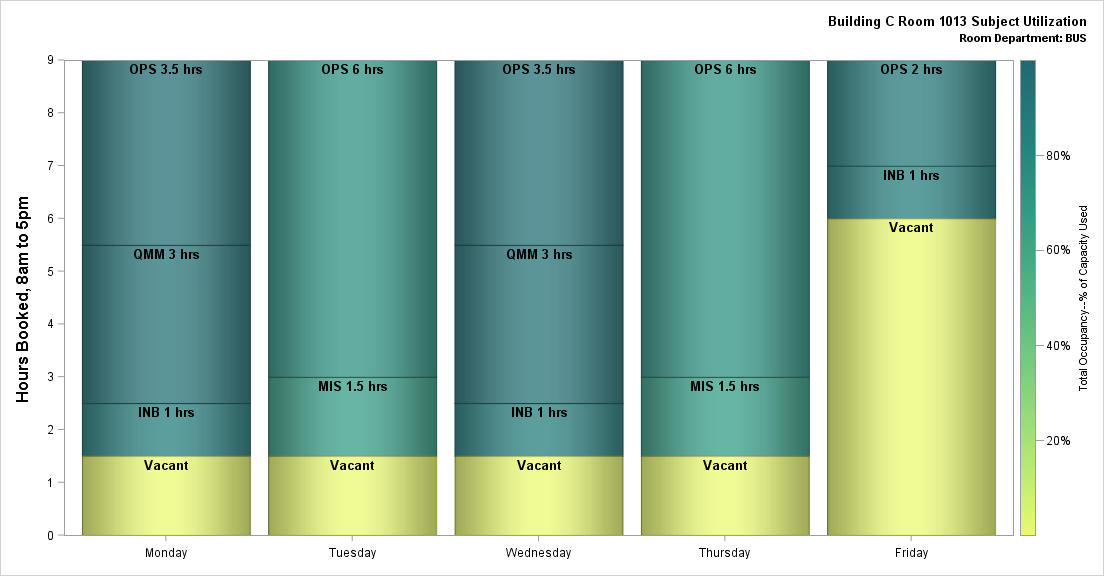 Building C Room 1013 Subject Utilization
Room Department: BUS
Hours Booked, 8am to 5pm
9
8
7
6
5
4
3
2
1
0
OPS 3.5 hrs
QMM 3 hrs
INB 1 hrs
Vacant
OPS 6 hrs
MIS 1.5 hrs
Vacant
OPS 3.5 hrs
QMM 3 hrs
INB 1 hrs
Vacant
OPS 6 hrs
MIS 1.5 hrs
Vacant
OPS 2 hrs
INB 1 hrs
Vacant
Monday
Tuesday
Wednesday
Thursday
Friday
80%
60%
40%
20%
Total Occupancy--% of Capacity Used